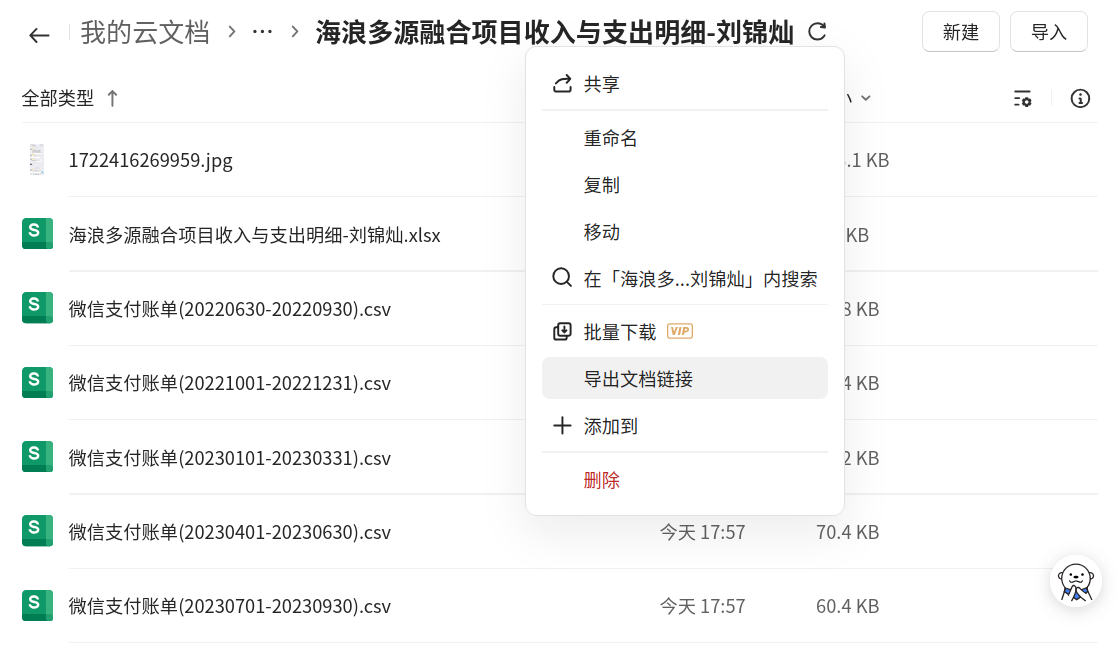 我的云文档 › ... › 海浪多源融合项目收入与支出明细-刘锦灿
新建
导入
全部类型
共享
重命名
复制
移动
在「海浪多...刘锦灿」内搜索
批量下载 VIP
导出文档链接
添加到
删除
1722416269959.jpg
.1 KB
海浪多源融合项目收入与支出明细-刘锦灿.xlsx
KB
微信支付账单(20220630-20220930).csv
KB
微信支付账单(20221001-20221231).csv
4 KB
微信支付账单(20230101-20230331).csv
2 KB
微信支付账单(20230401-20230630).csv 今天 17:57 70.4 KB
微信支付账单(20230701-20230930).csv 今天 17:57 60.4 KB